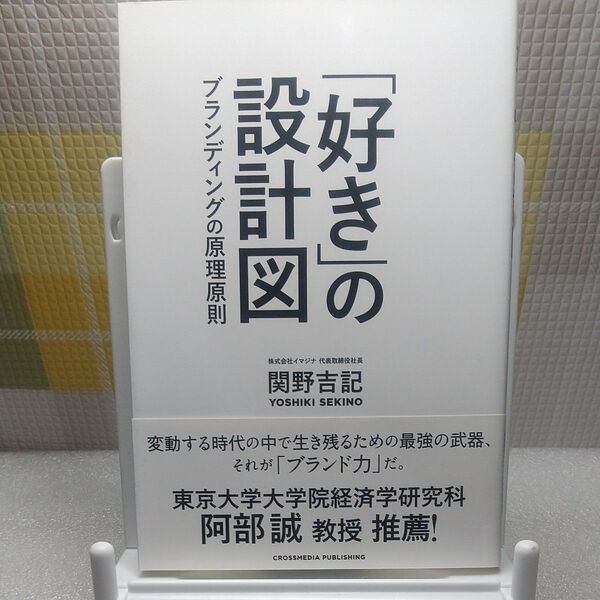 「好き」の
設計図
ブランディングの原理原則
株式会社イマジナ 代表取締役社長
関野吉記
YOSHIKI SEKINO
変動する時代の中で生き残るための最強の武器、
それが「ブランド力」だ。
東京大学大学院経済学研究科
阿部誠 教授 推薦!
CROSSMEDIA PUBLISHING